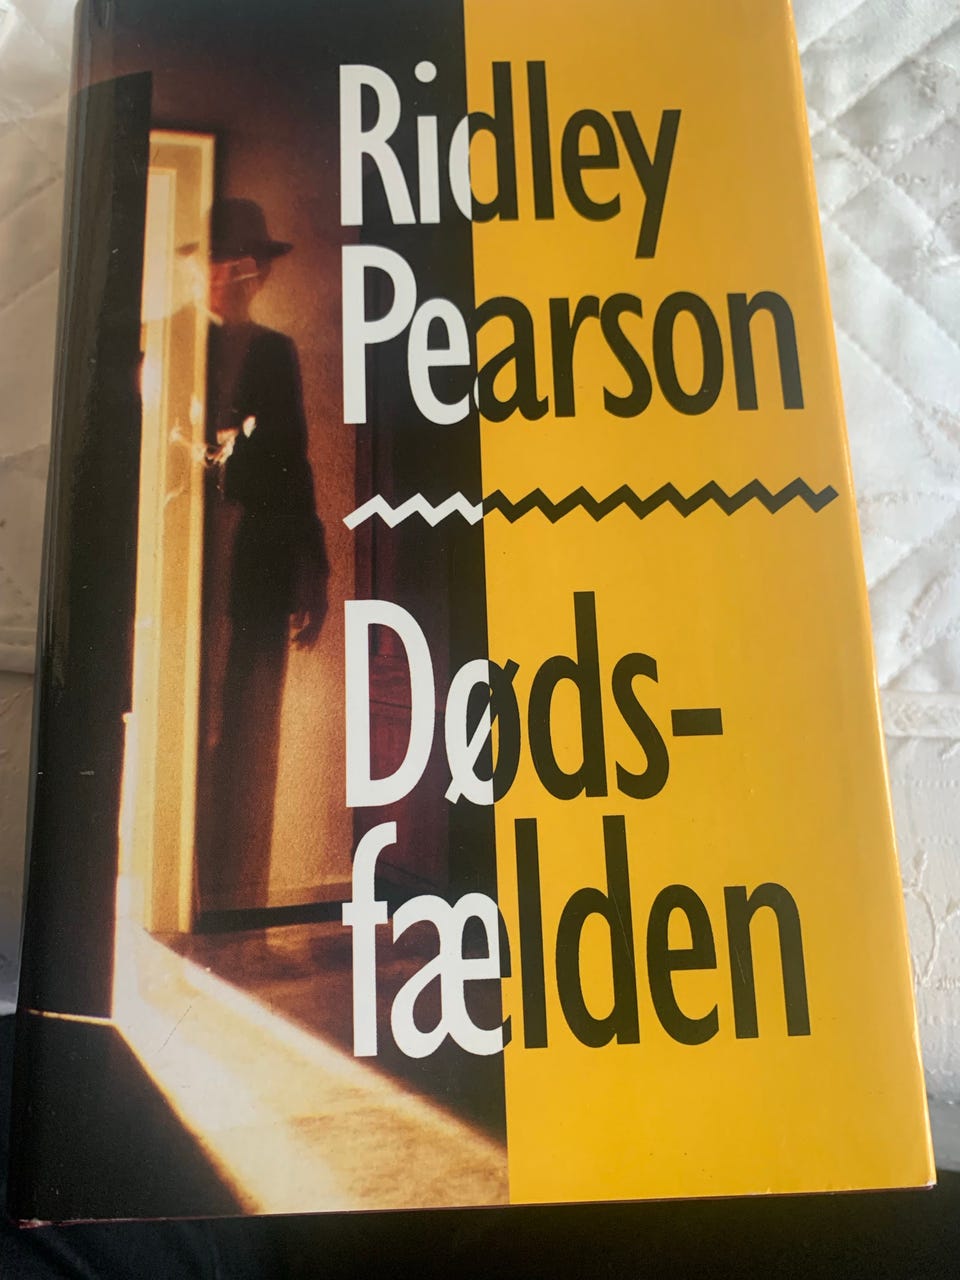 Ridley
Pearson
Døds-
fælden